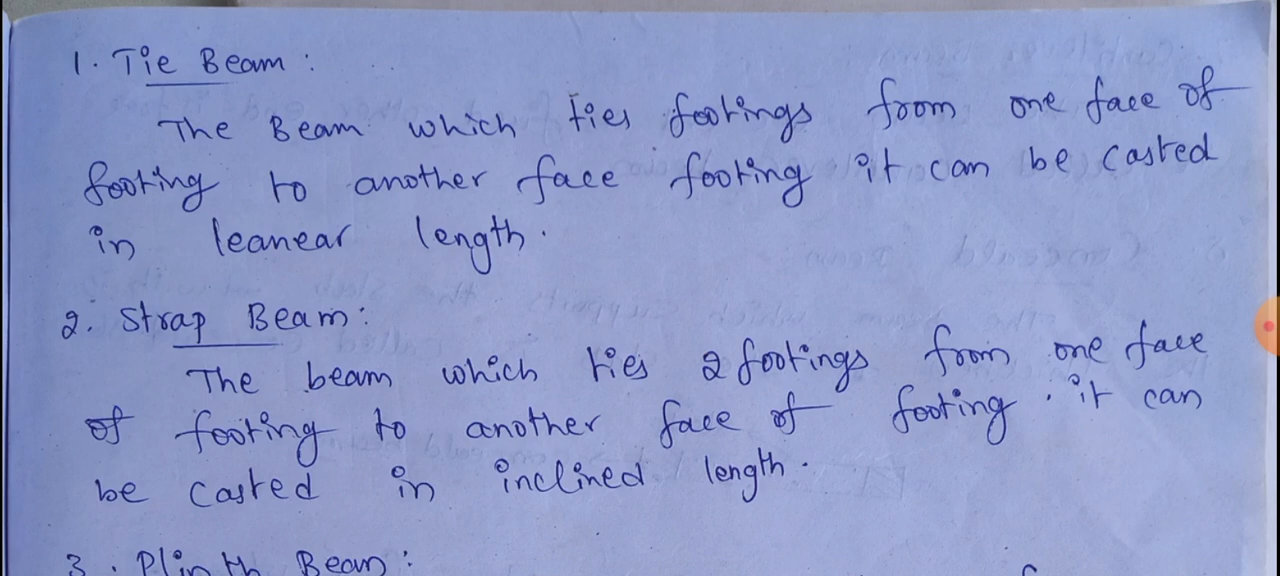 1. Tie Beam :
The Beam which ties footings from one face of
footing to another face footing it can be casted
in leanear length.
2. Strap Beam :
The beam which ties 2 footings from one face
of footing to another face of footing. it can
be casted in inclined length.
3. Plinth Beam :